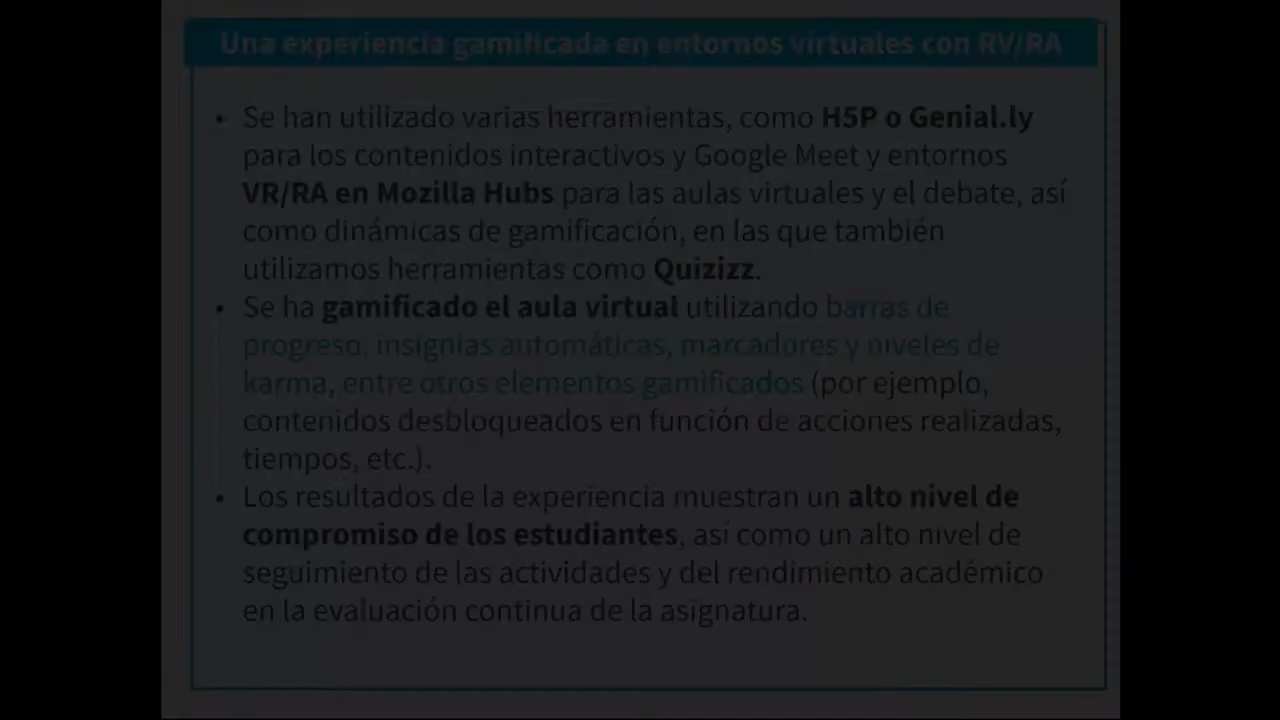 Una experiencia gamificada en entornos virtuales con RV/RA
• Se han utilizado varias herramientas, como H5P o Genial.ly
para los contenidos interactivos y Google Meet y entornos
VR/RA en Mozilla Hubs para las aulas virtuales y el debate, así
como dinámicas de gamificación, en las que también
utilizamos herramientas como Quizizz.
• Se ha gamificado el aula virtual utilizando barras de
progreso, insignias automáticas, marcadores y niveles de
karma, entre otros elementos gamificados (por ejemplo,
contenidos desbloqueados en función de acciones realizadas,
tiempos, etc.).
• Los resultados de la experiencia muestran un alto nivel de
compromiso de los estudiantes, así como un alto nivel de
seguimiento de las actividades y del rendimiento académico
en la evaluación continua de la asignatura.